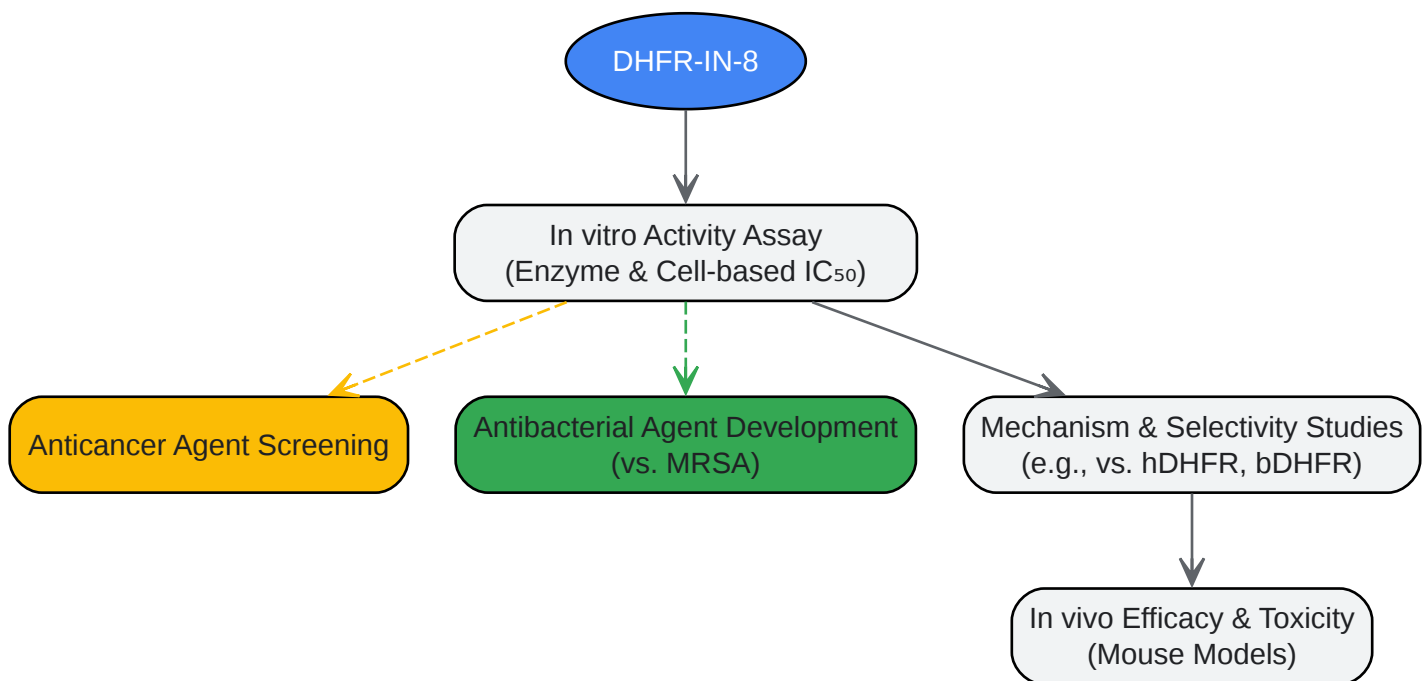 DHFR-IN-8
In vitro Activity Assay
(Enzyme & Cell-based IC₅₀)
Anticancer Agent Screening
Antibacterial Agent Development
(vs. MRSA)
Mechanism & Selectivity Studies
(e.g., vs. hDHFR, bDHFR)
In vivo Efficacy & Toxicity
(Mouse Models)